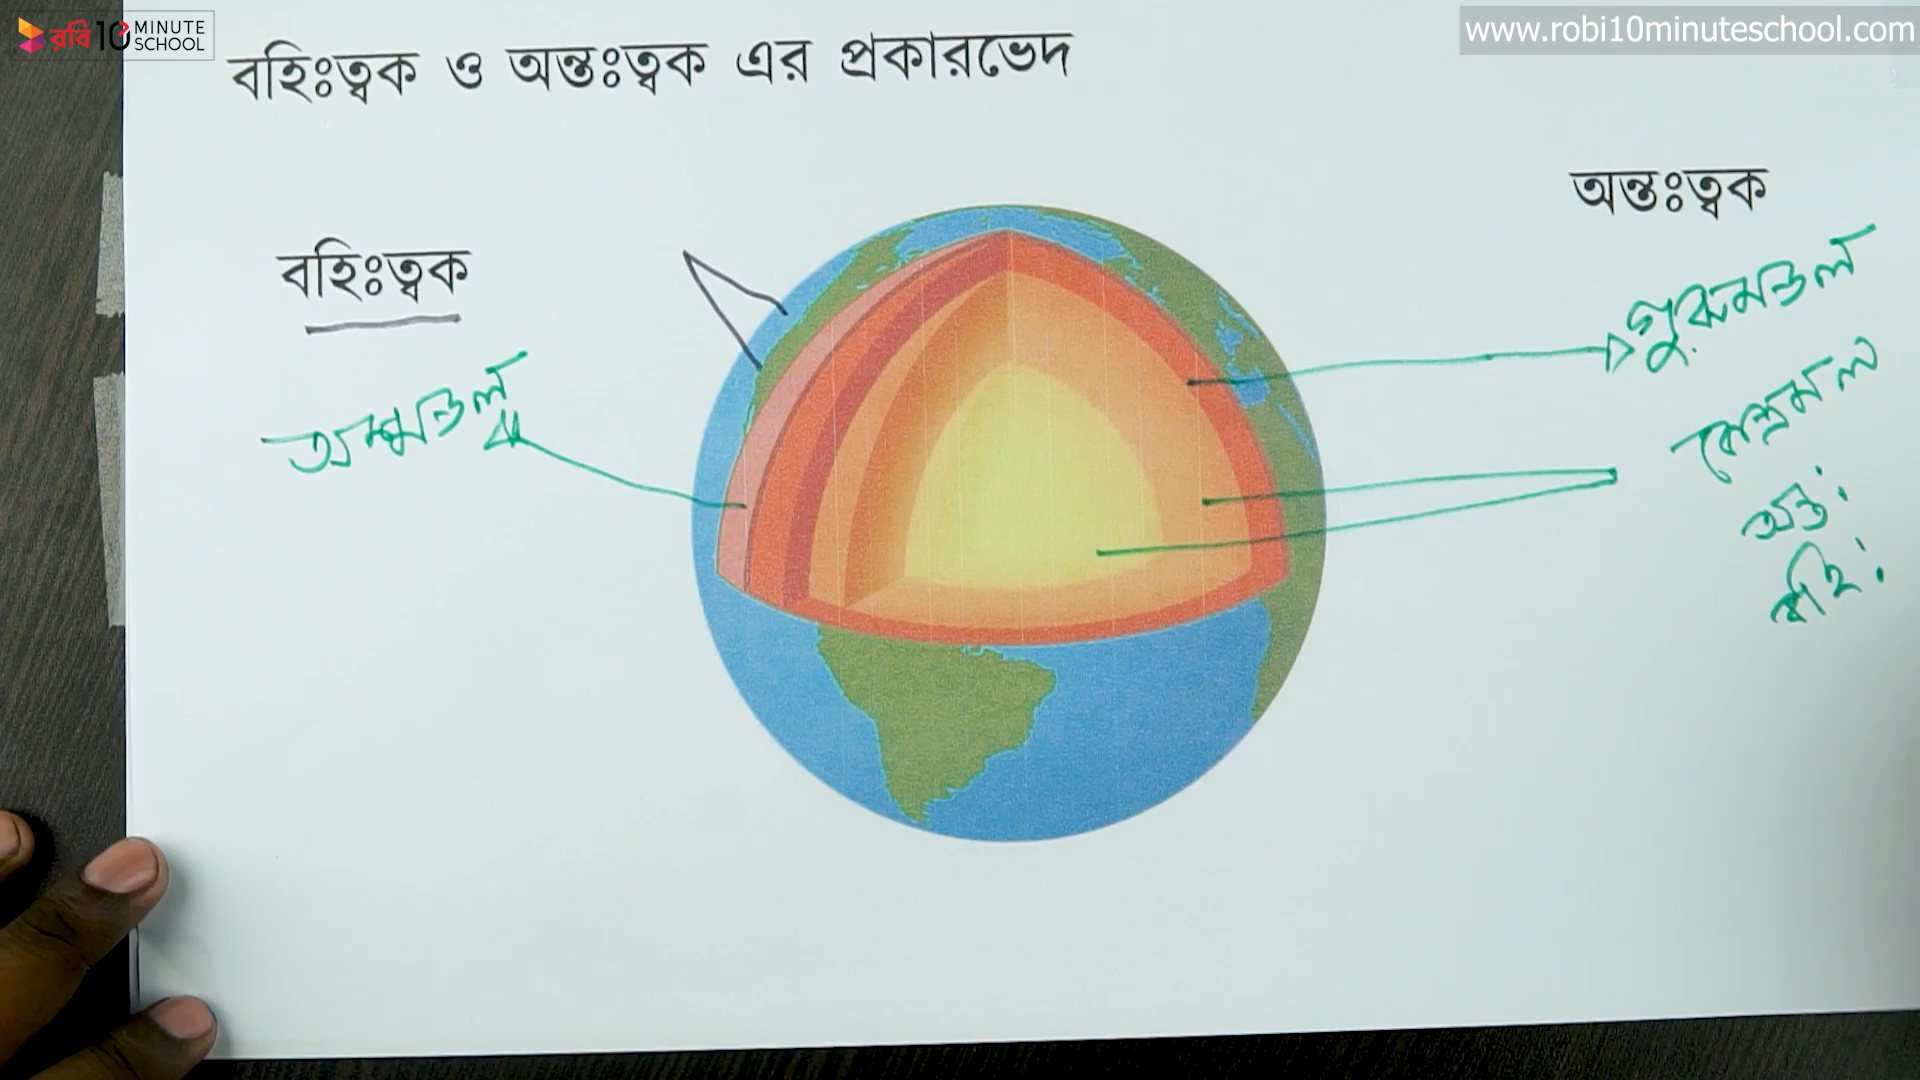 রবি 10 MINUTE SCHOOL
www.robi10minuteschool.com
বহিঃত্বক ও অন্তঃত্বক এর প্রকারভেদ
অন্তঃত্বক
বহিঃত্বক
গুরুমন্ডল
অশ্মমন্ডল
কেন্দ্রমন্ডল
অন্তঃ
বহিঃ